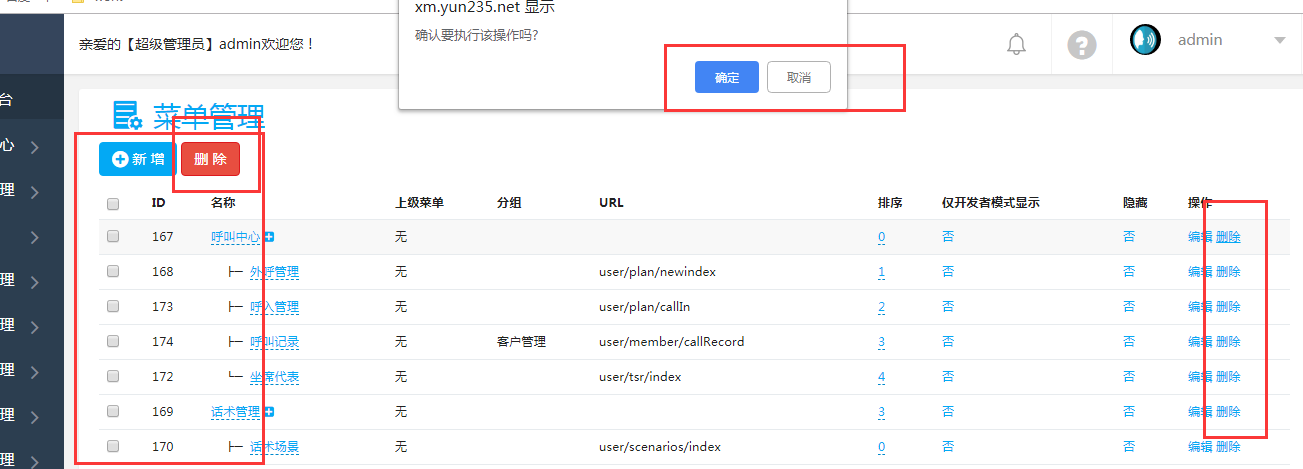 xm.yun235.net 显示
亲爱的【超级管理员】admin欢迎您！
确认要执行该操作吗?
确定 取消
admin
台
心
理
理
理
理
理
理
菜单管理
新 增 删 除
ID 名称 上级菜单 分组 URL 排序 仅开发者模式显示 隐藏 操作
167 呼叫中心 无 0 否 否 编辑 删除
168 ├─ 外呼管理 无 user/plan/newindex 1 否 否 编辑 删除
173 ├─ 呼入管理 无 user/plan/callIn 2 否 否 编辑 删除
174 ├─ 呼叫记录 无 客户管理 user/member/callRecord 3 否 否 编辑 删除
172 └─ 坐席代表 无 user/tsr/index 4 否 否 编辑 删除
169 话术管理 无 3 否 否 编辑 删除
170 ├─ 话术场景 无 user/scenarios/index 0 否 否 编辑 删除